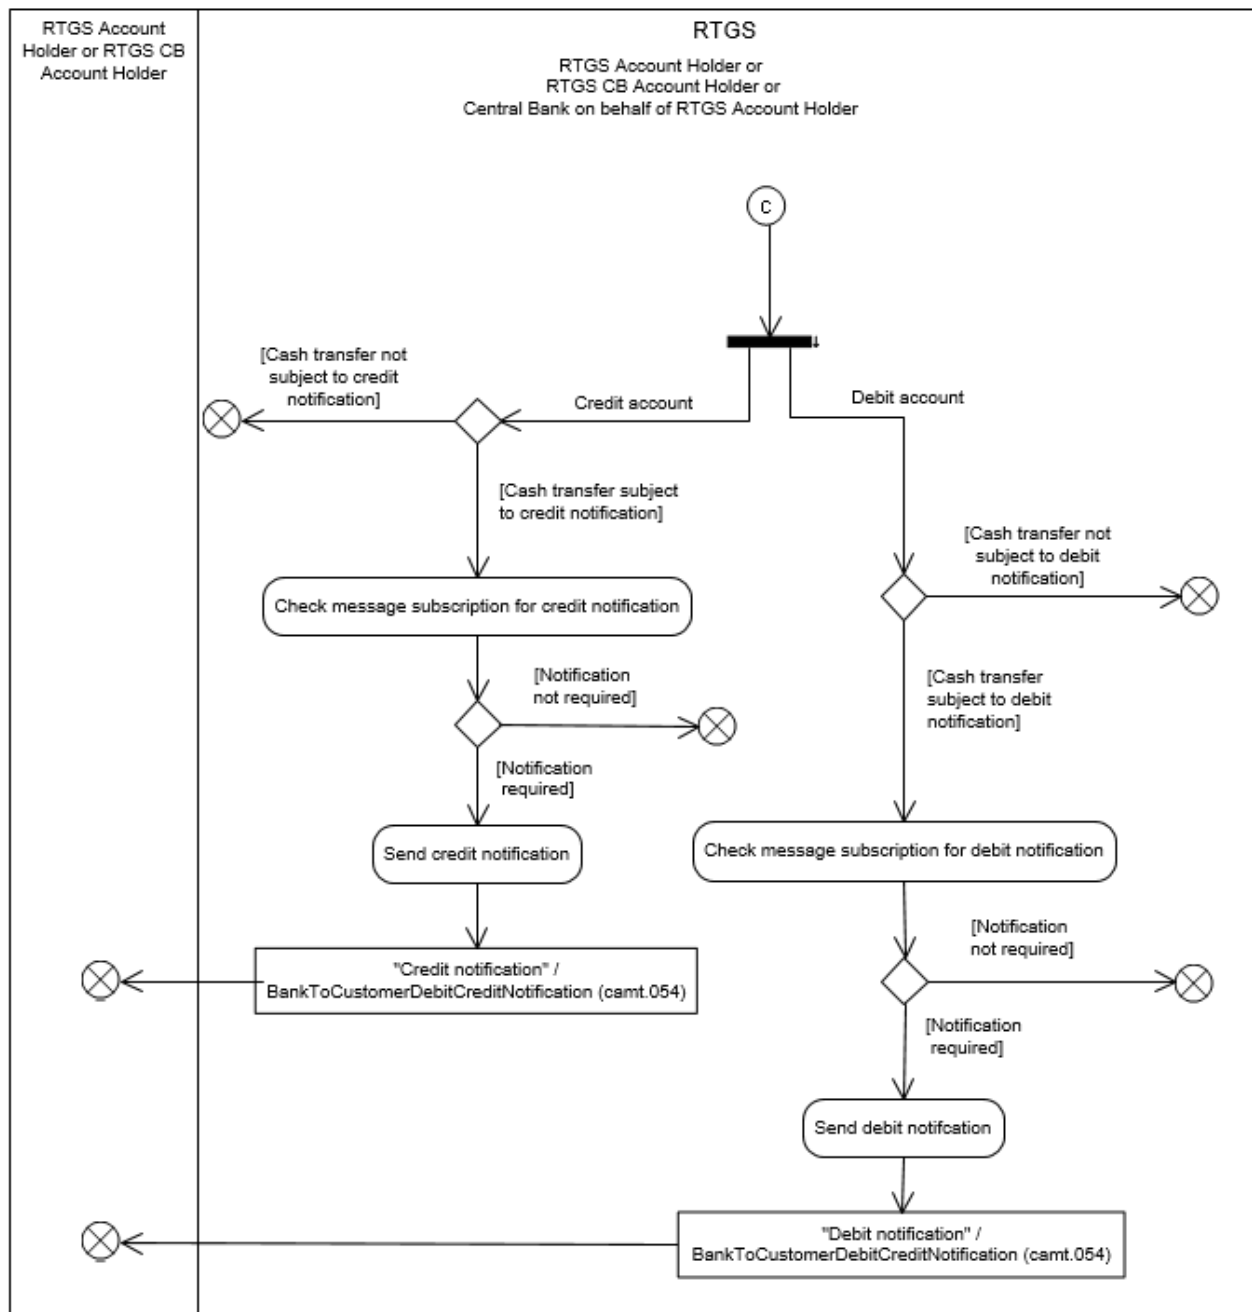 RTGS Account
Holder or RTGS CB
Account Holder
RTGS
RTGS Account Holder or
RTGS CB Account Holder or
Central Bank on behalf of RTGS Account Holder
C
[Cash transfer not
subject to credit
notification]
Credit account
Debit account
[Cash transfer subject
to credit notification]
[Cash transfer not
subject to debit
notification]
Check message subscription for credit notification
[Notification
not required]
[Cash transfer
subject to debit
notification]
[Notification
required]
Send credit notification
Check message subscription for debit notification
"Credit notification" /
BankToCustomerDebitCreditNotification (camt.054)
[Notification
not required]
[Notification
required]
Send debit notifcation
"Debit notification" /
BankToCustomerDebitCreditNotification (camt.054)